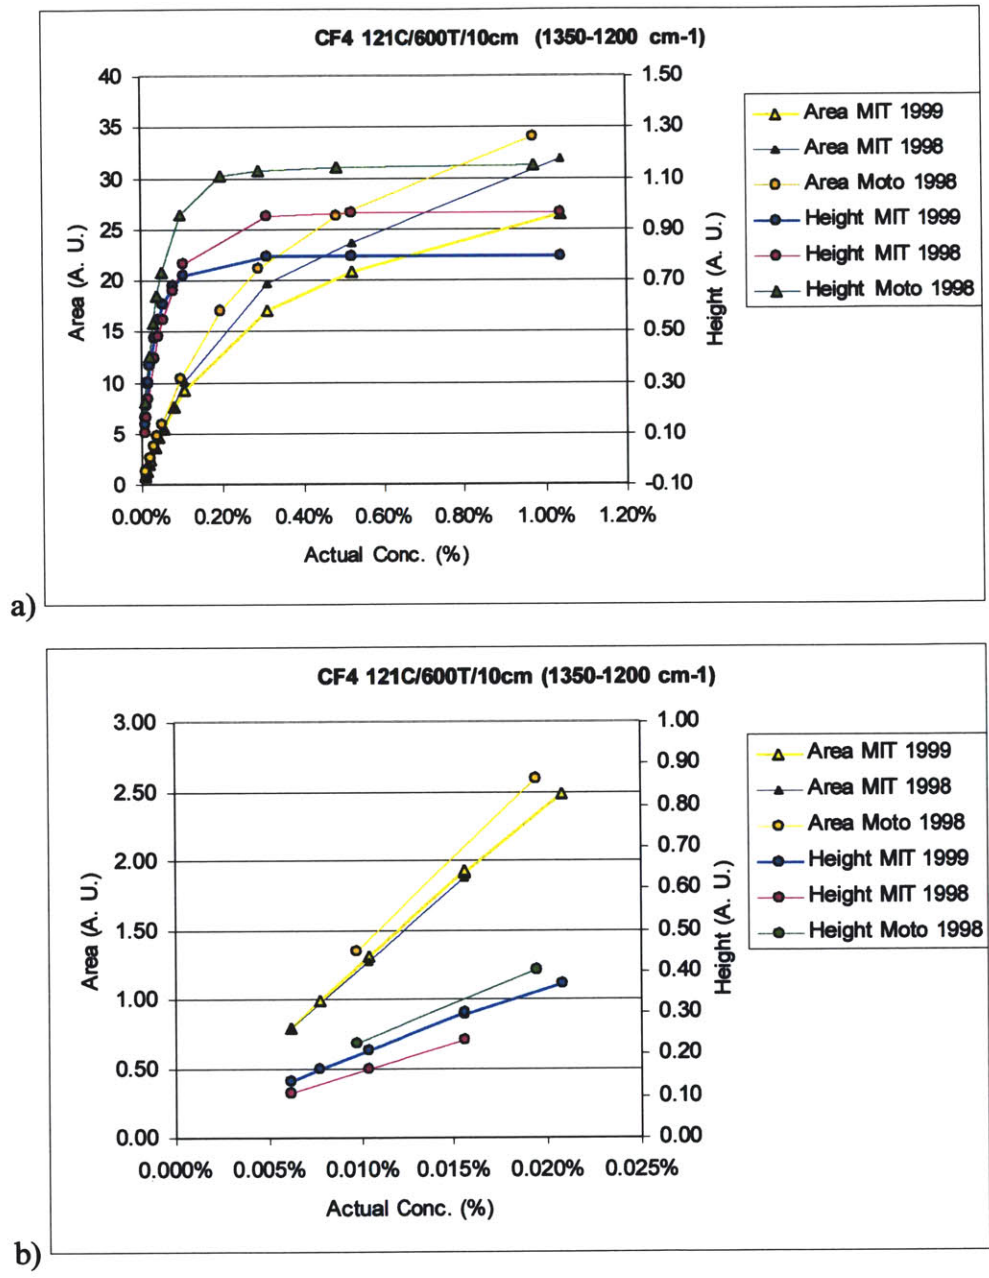 CF4 121C/600T/10cm (1350-1200 cm-1)
40
35
30
25
20
15
10
5
0
Area (A. U.)
1.50
1.30
1.10
0.90
0.70
0.50
0.30
0.10
-0.10
Height (A. U.)
0.00% 0.20% 0.40% 0.60% 0.80% 1.00% 1.20%
Actual Conc. (%)
Area MIT 1999
Area MIT 1998
Area Moto 1998
Height MIT 1999
Height MIT 1998
Height Moto 1998
a)
CF4 121C/600T/10cm (1350-1200 cm-1)
3.00
2.50
2.00
1.50
1.00
0.50
0.00
Area (A. U.)
1.00
0.90
0.80
0.70
0.60
0.50
0.40
0.30
0.20
0.10
0.00
Height (A. U.)
0.000% 0.005% 0.010% 0.015% 0.020% 0.025%
Actual Conc. (%)
Area MIT 1999
Area MIT 1998
Area Moto 1998
Height MIT 1999
Height MIT 1998
Height Moto 1998
b)